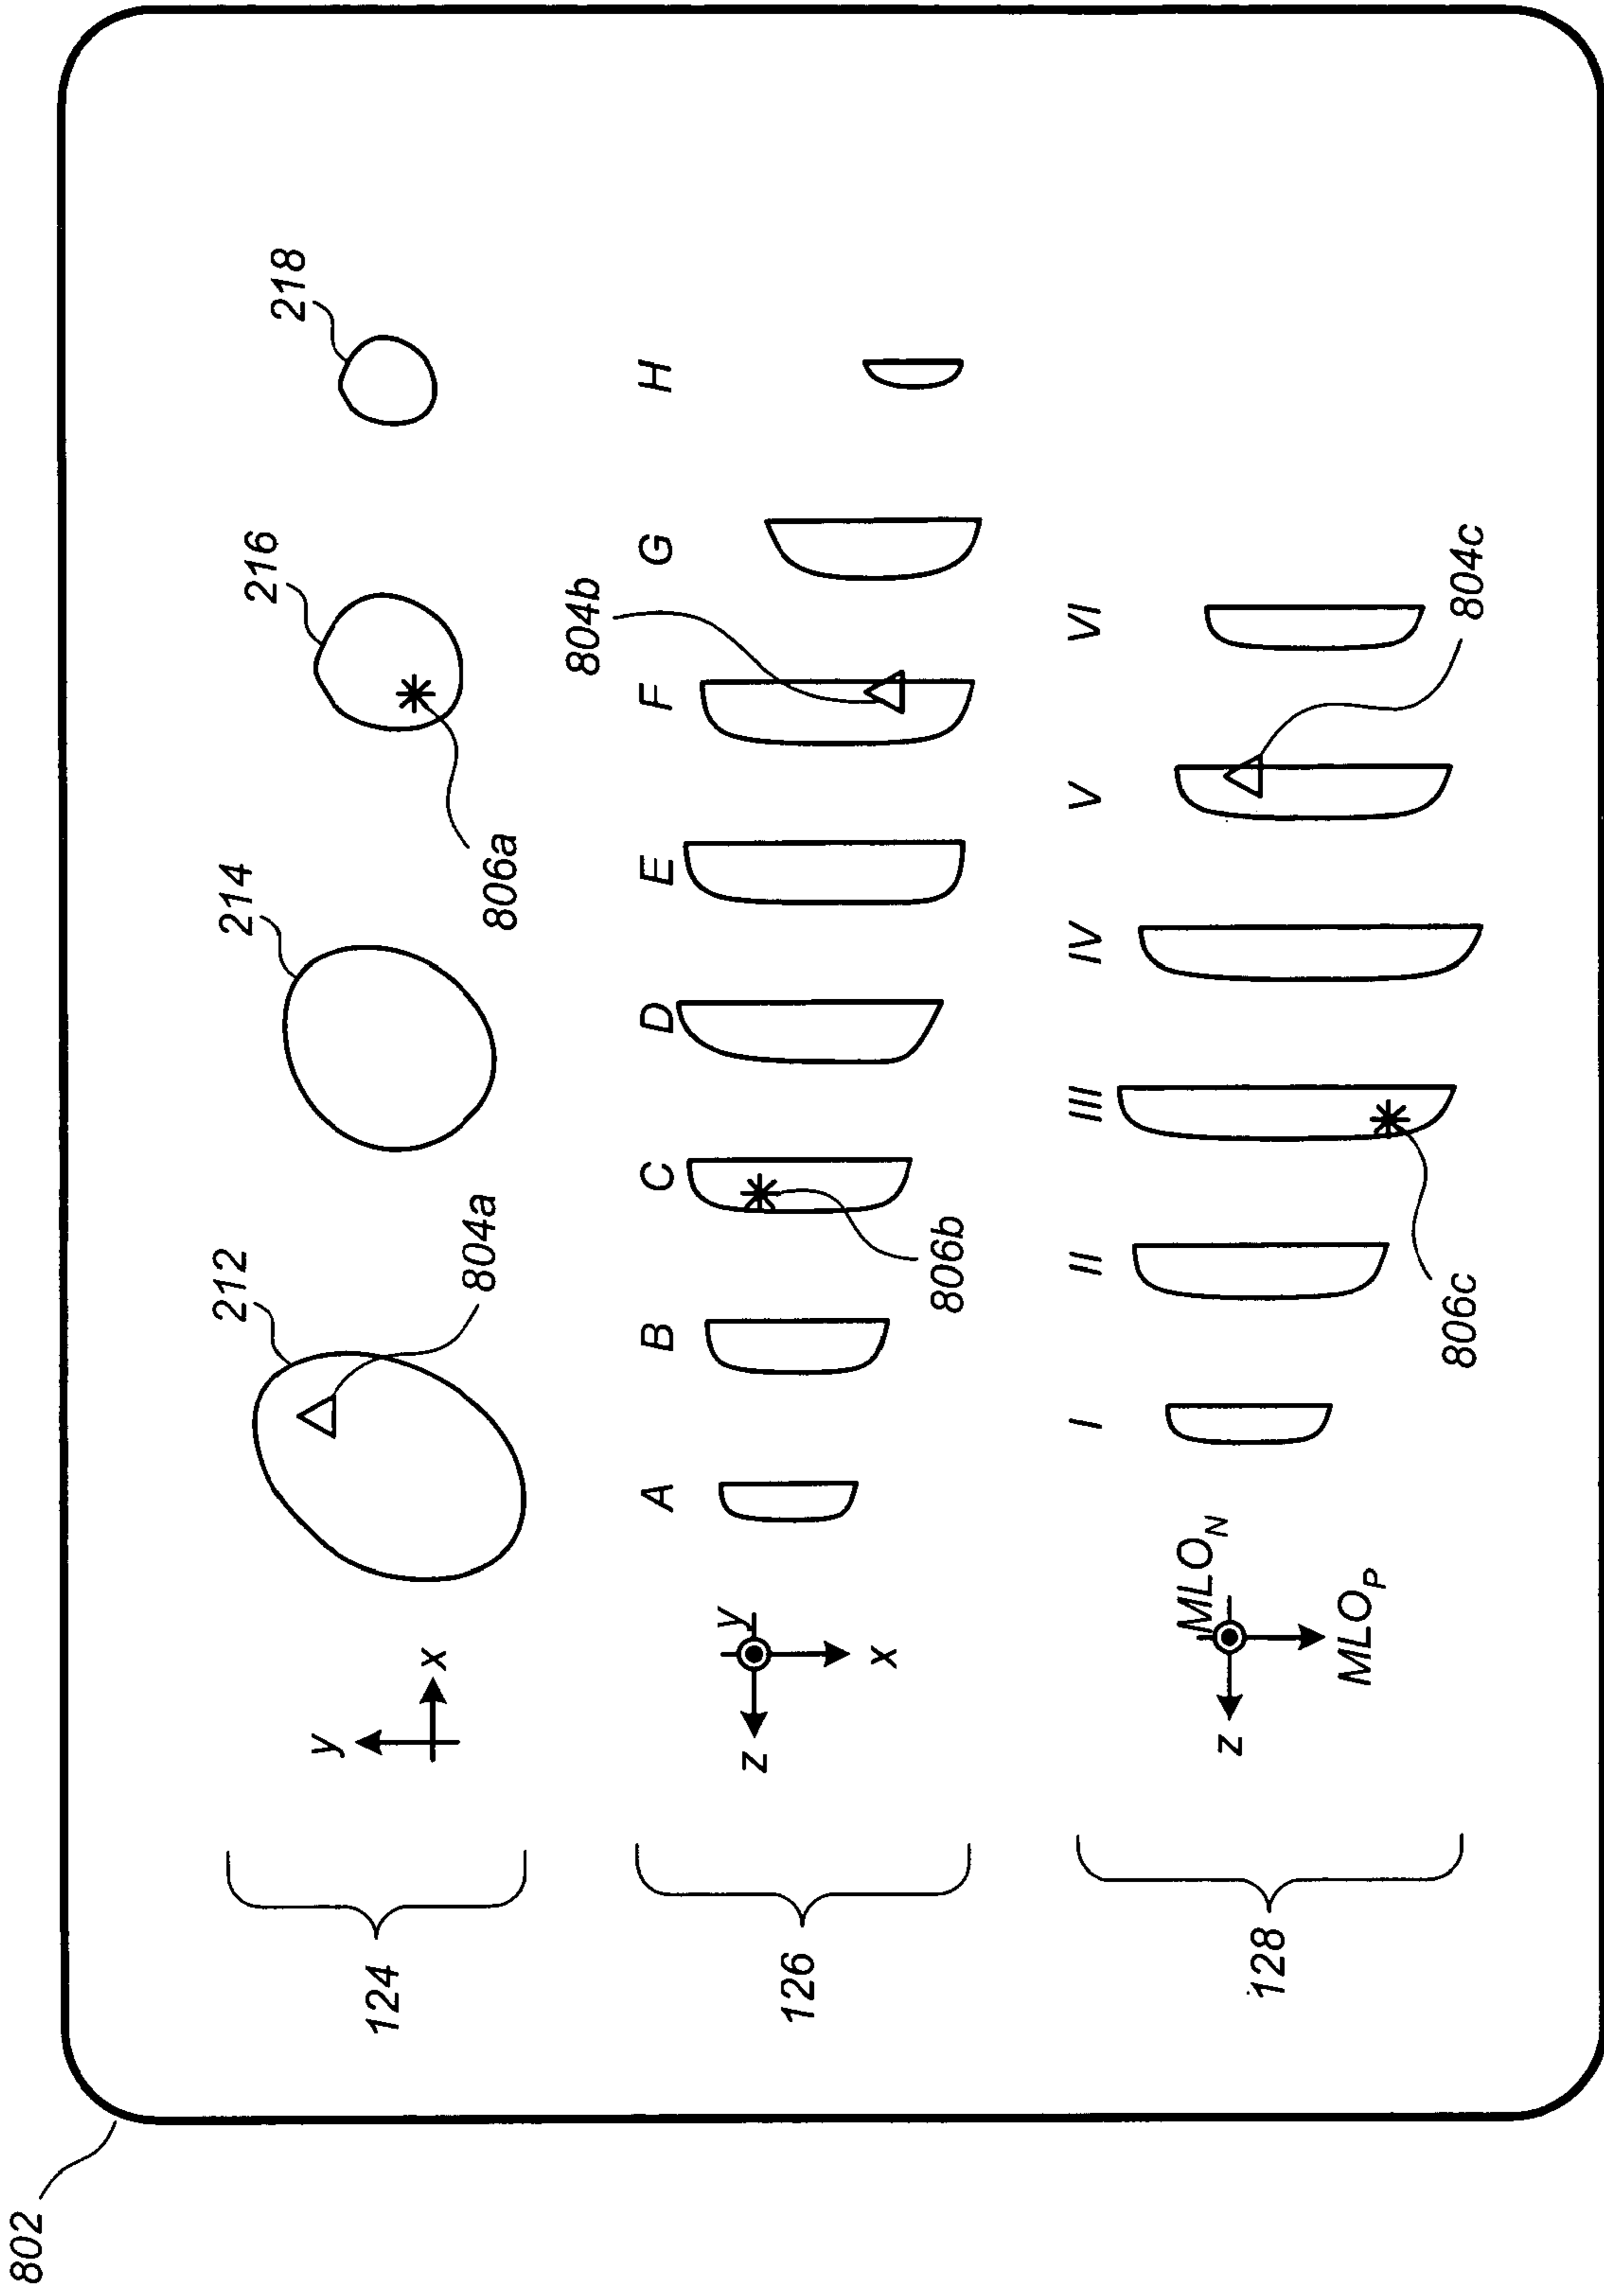 802
124
y
x
212
804a
214
216
806a
218
126
z
y
x
A
B
C
D
E
F
G
H
806b
804b
128
z
MLO_N
MLO_P
I
II
III
IV
V
VI
806c
804c